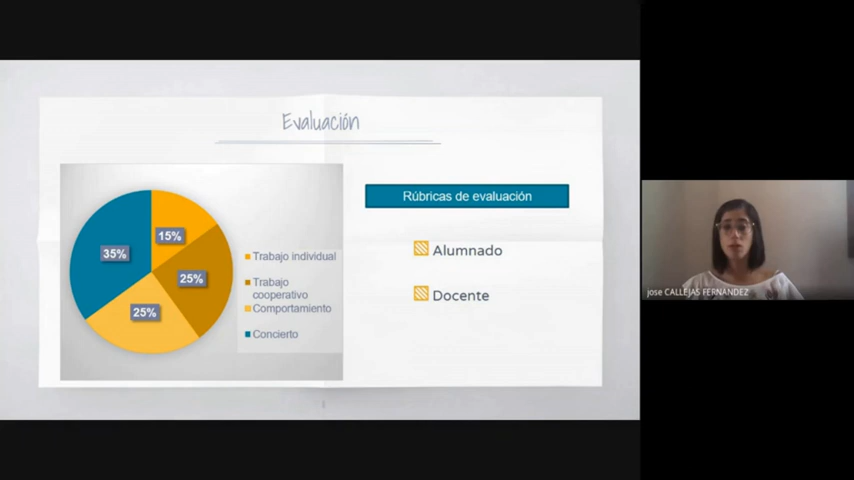 Evaluación
15%
35%
25%
25%
Trabajo individual
Trabajo
cooperativo
Comportamiento
Concierto
Rúbricas de evaluación
Alumnado
Docente
jose CALLEJAS FERNANDEZ